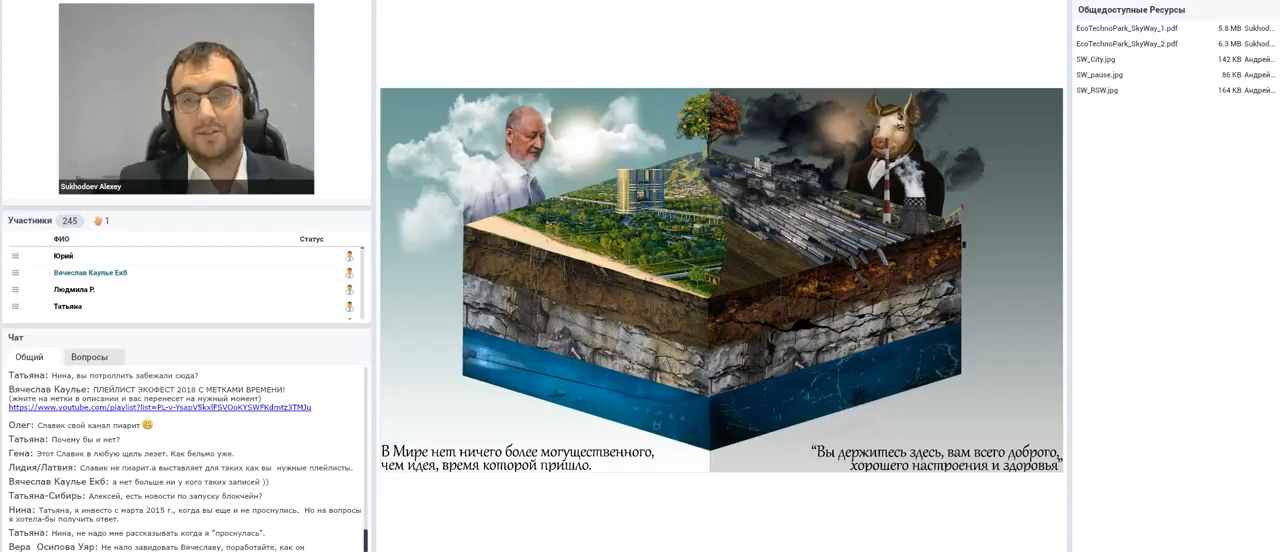 Sukhodoev Alexey
Участники 245 1
ФИО Статус
Юрий
Вячеслав Каулье Екб
Людмила Р.
Татьяна
Чат
Общий Вопросы
Татьяна: Нина, вы потроллить забежали сюда?
Вячеслав Каулье: ПЛЕЙЛИСТ ЭКОФЕСТ 2018 С МЕТКАМИ ВРЕМЕНИ!
(жмите на метки в описании и вас перенесет на нужный момент)
Олег: Славик свой канал пиарит
Татьяна: Почему бы и нет?
Гена: Этот Славик в любую щель лезет. Как бельмо уже.
Лидия/Латвия: Славик не пиарит.а выставляет для таких как вы нужные плейлисты.
Вячеслав Каулье Екб: а нет больше ни у кого таких записей ))
Татьяна-Сибирь: Алексей, есть новости по запуску блокчейн?
Нина: Татьяна, я инвесто с марта 2015 г., когда вы еще и не проснулись. Но на вопросы
я хотела-бы получить ответ.
Татьяна: Нина, не надо мне рассказывать когда я "проснулась".
Вера Осипова Уяр: Не нало завидовать Вячеславу, поработайте, как он
В Мире нет ничего более могущественного,
чем идея, время которой пришло.
“Вы держитесь здесь, вам всего доброго,
хорошего настроения и здоровья”
Общедоступные Ресурсы
EcoTechnoPark_SkyWay_1.pdf 5.8 MB Sukhod...
EcoTechnoPark_SkyWay_2.pdf 6.3 MB Sukhod...
SW_City.jpg 142 KB Андрей...
SW_pause.jpg 86 KB Андрей...
SW_RSW.jpg 164 KB Андрей...